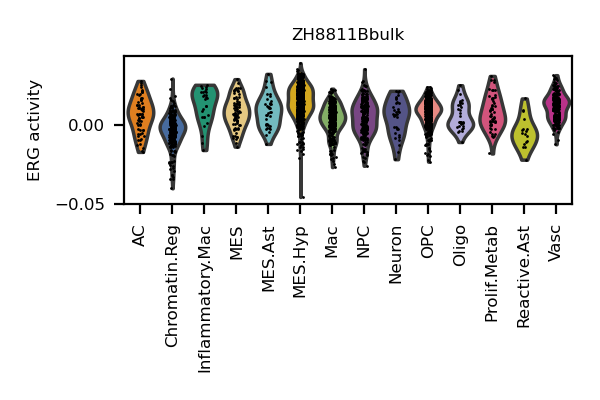 ZH8811Bbulk
ERG activity
0.00
−0.05
AC
Chromatin.Reg
Inflammatory.Mac
MES
MES.Ast
MES.Hyp
Mac
NPC
Neuron
OPC
Oligo
Prolif.Metab
Reactive.Ast
Vasc